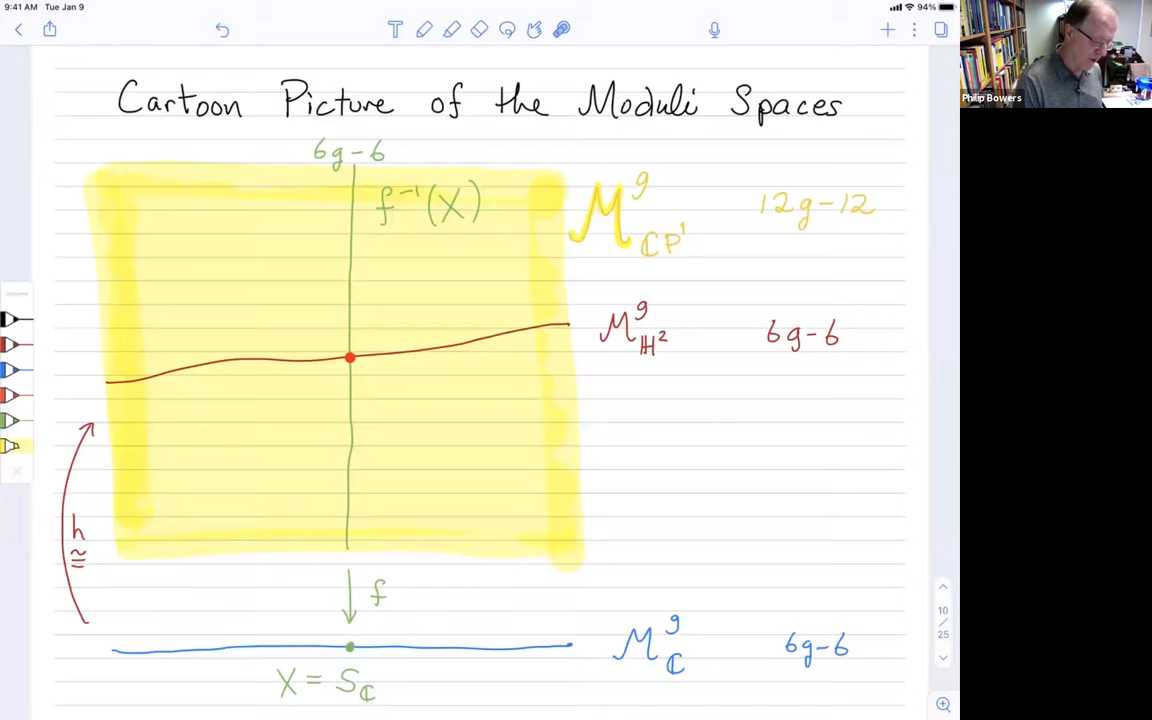 9:41 AM Tue Jan 9
94%
Philip Bowers
Cartoon Picture of the Moduli Spaces
6g-6
f⁻¹(X)
M^g_ℂP¹ 12g-12
M^g_ℍ² 6g-6
h
≅
f
M^g_ℂ 6g-6
X = S_ℂ
10
/
25
T